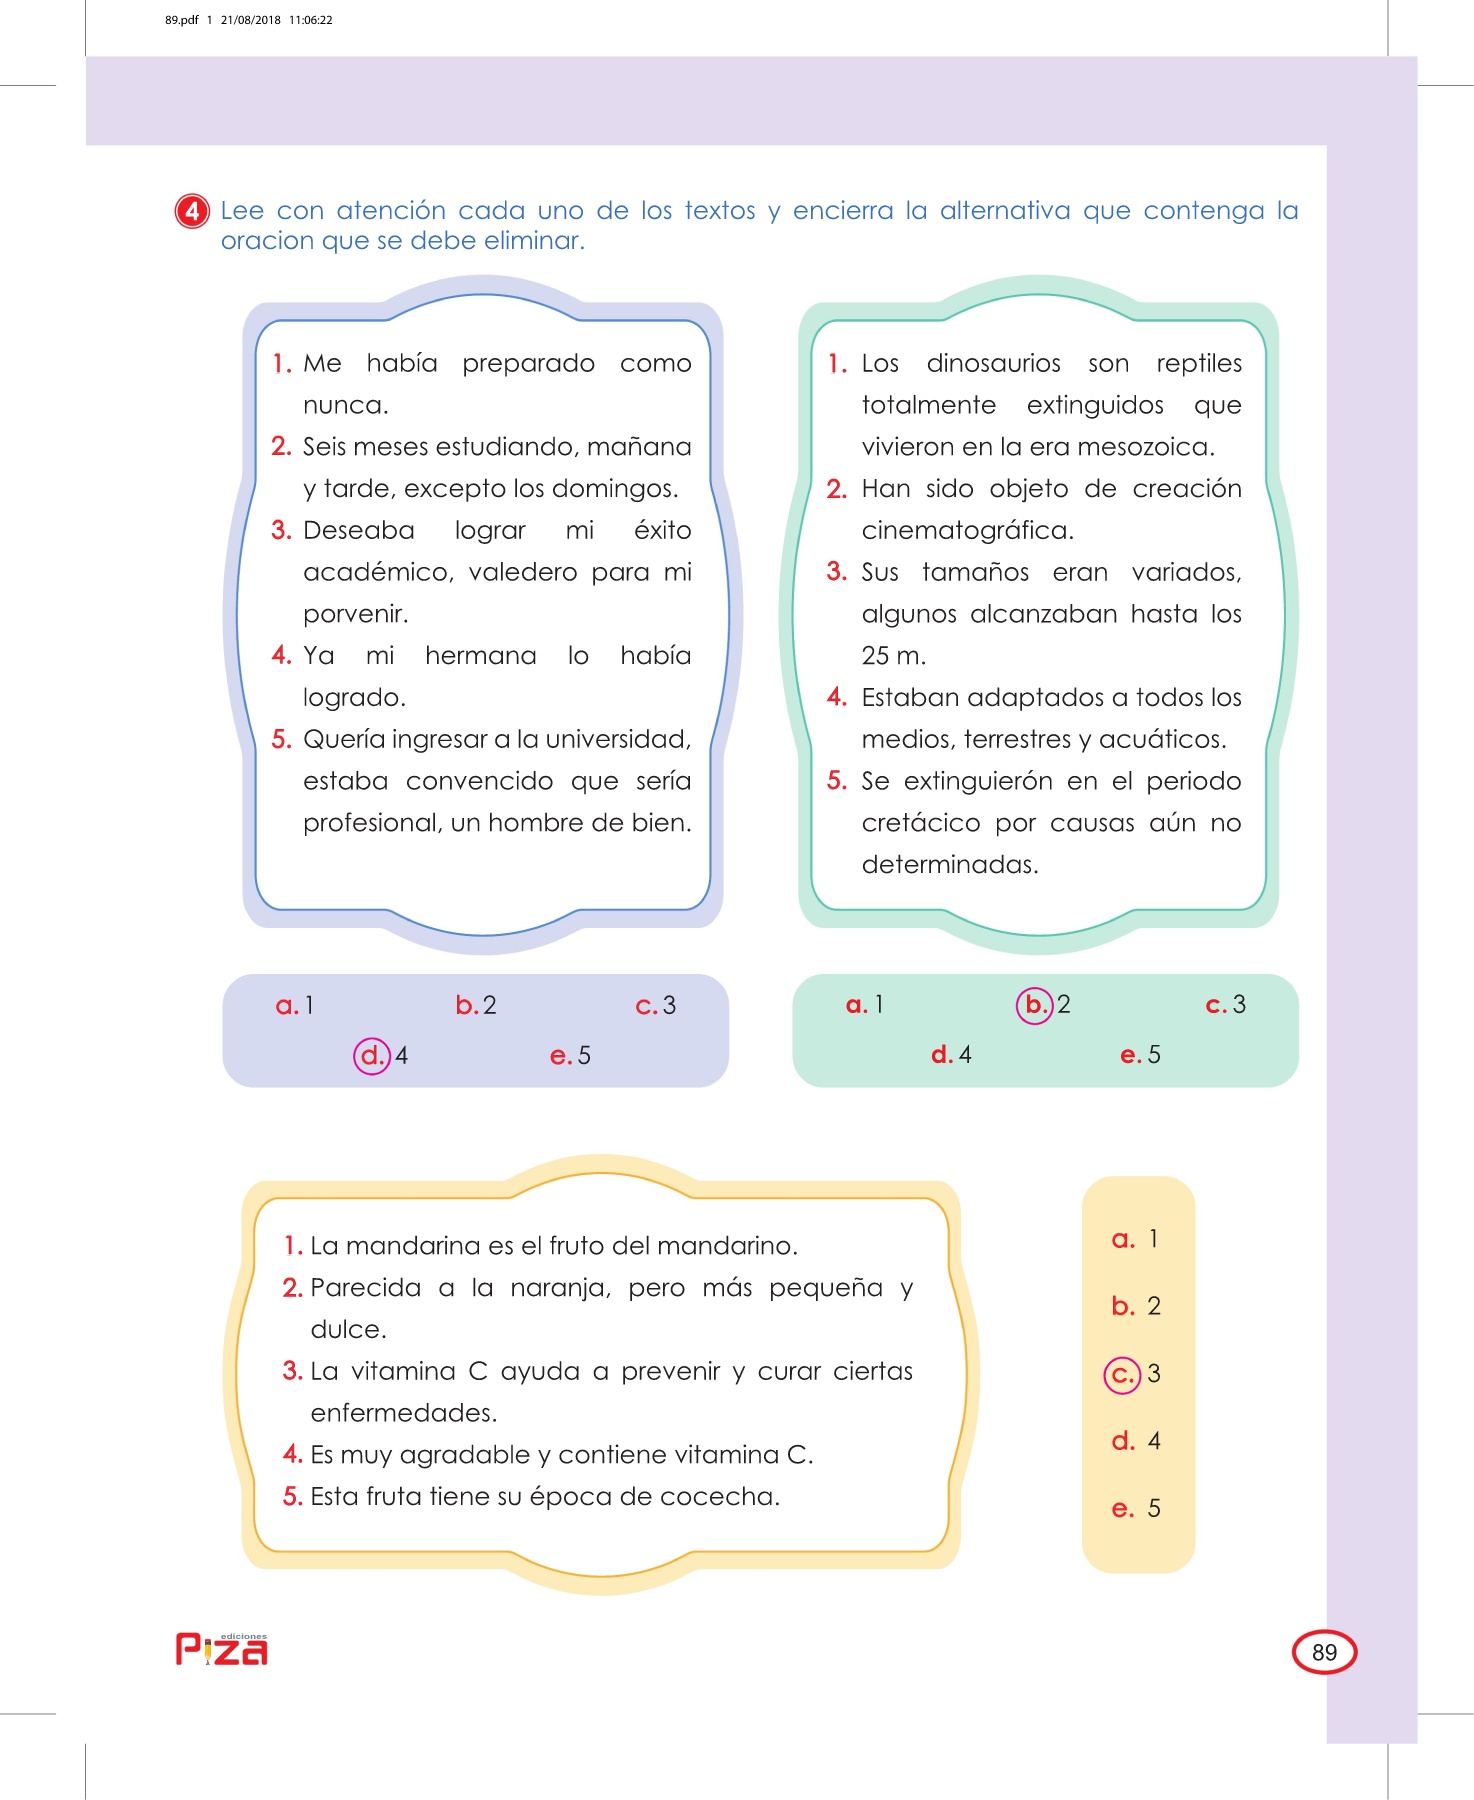 89.pdf 1 21/08/2018 11:06:22
4 Lee con atención cada uno de los textos y encierra la alternativa que contenga la
oracion que se debe eliminar.
1. Me había preparado como
nunca.
2. Seis meses estudiando, mañana
y tarde, excepto los domingos.
3. Deseaba lograr mi éxito
académico, valedero para mi
porvenir.
4. Ya mi hermana lo había
logrado.
5. Quería ingresar a la universidad,
estaba convencido que sería
profesional, un hombre de bien.
1. Los dinosaurios son reptiles
totalmente extinguidos que
vivieron en la era mesozoica.
2. Han sido objeto de creación
cinematográfica.
3. Sus tamaños eran variados,
algunos alcanzaban hasta los
25 m.
4. Estaban adaptados a todos los
medios, terrestres y acuáticos.
5. Se extinguierón en el periodo
cretácico por causas aún no
determinadas.
a. 1 b. 2 c. 3
d. 4 e. 5
a. 1 b. 2 c. 3
d. 4 e. 5
1. La mandarina es el fruto del mandarino.
2. Parecida a la naranja, pero más pequeña y
dulce.
3. La vitamina C ayuda a prevenir y curar ciertas
enfermedades.
4. Es muy agradable y contiene vitamina C.
5. Esta fruta tiene su época de cocecha.
a. 1
b. 2
c. 3
d. 4
e. 5
ediciones
Piza
89